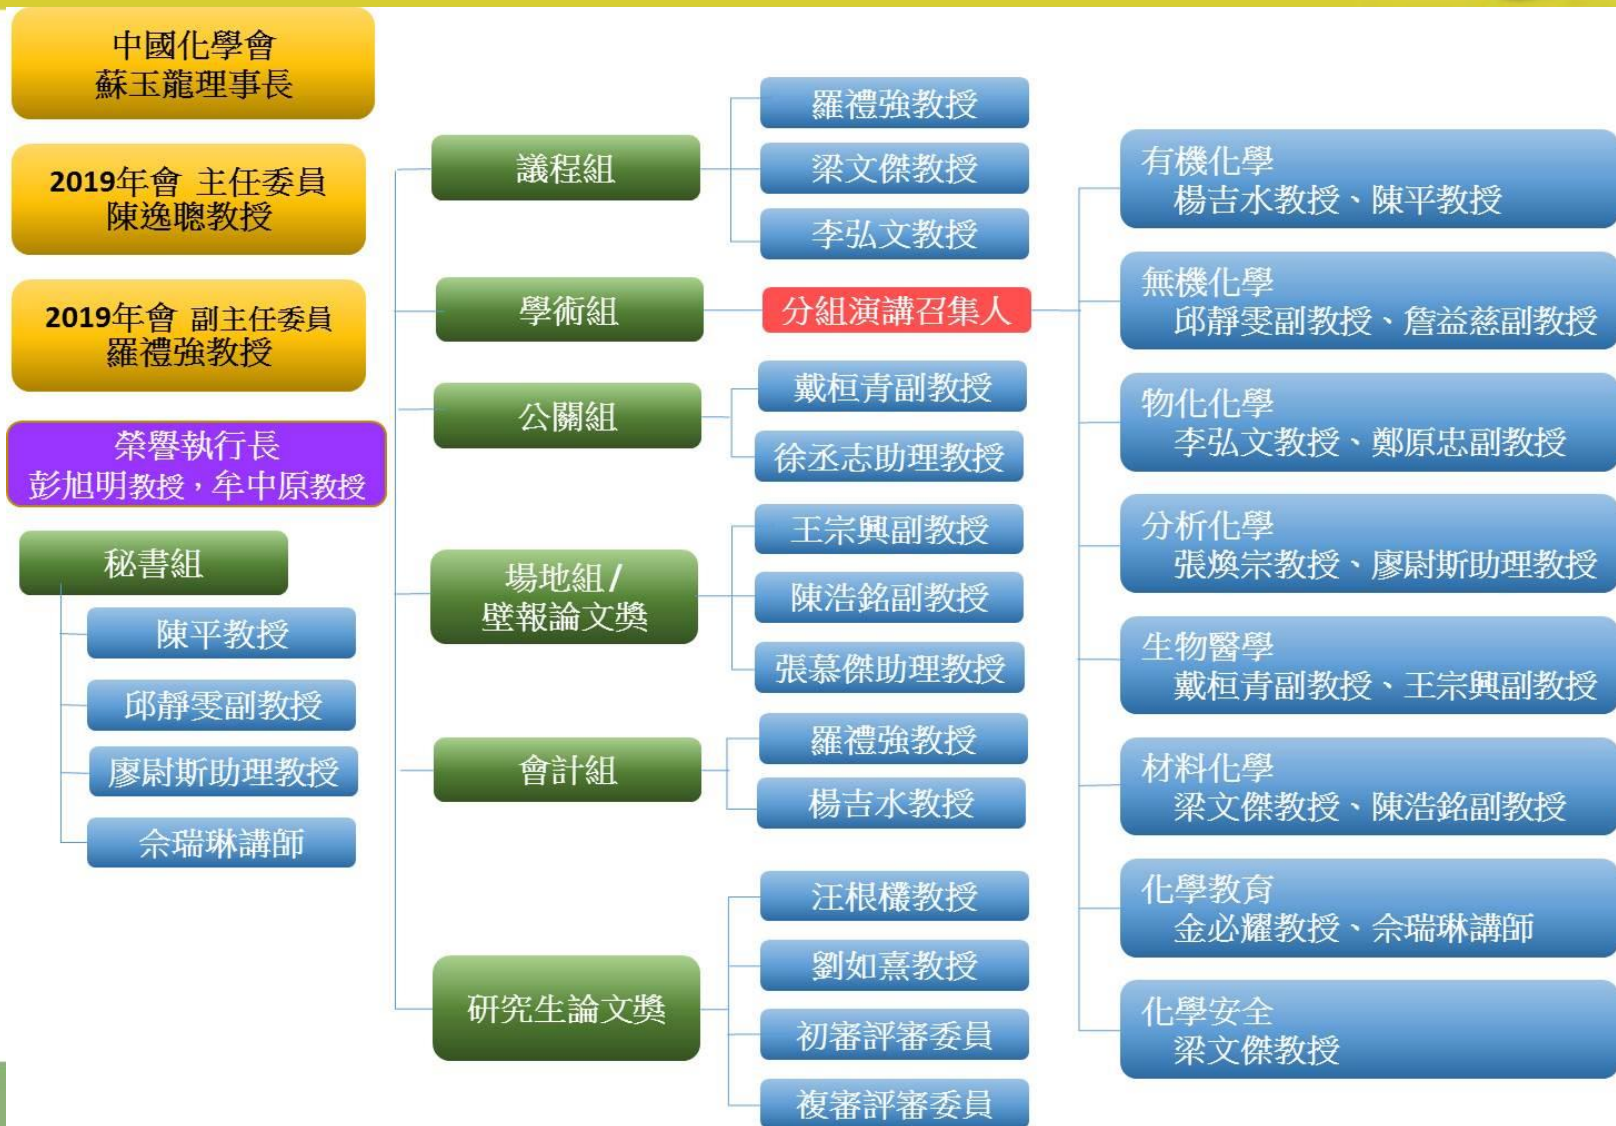 中國化學會
蘇玉龍理事長
2019年會 主任委員
陳逸聰教授
2019年會 副主任委員
羅禮強教授
榮譽執行長
彭旭明教授，牟中原教授
秘書組
陳平教授
邱靜雯副教授
廖尉斯助理教授
佘瑞琳講師
議程組
羅禮強教授
梁文傑教授
李弘文教授
學術組
分組演講召集人
公關組
戴桓青副教授
徐丞志助理教授
場地組/
壁報論文獎
王宗興副教授
陳浩銘副教授
張慕傑助理教授
會計組
羅禮強教授
楊吉水教授
研究生論文獎
汪根欉教授
劉如熹教授
初審評審委員
複審評審委員
有機化學
楊吉水教授、陳平教授
無機化學
邱靜雯副教授、詹益慈副教授
物化化學
李弘文教授、鄭原忠副教授
分析化學
張煥宗教授、廖尉斯助理教授
生物醫學
戴桓青副教授、王宗興副教授
材料化學
梁文傑教授、陳浩銘副教授
化學教育
金必耀教授、佘瑞琳講師
化學安全
梁文傑教授